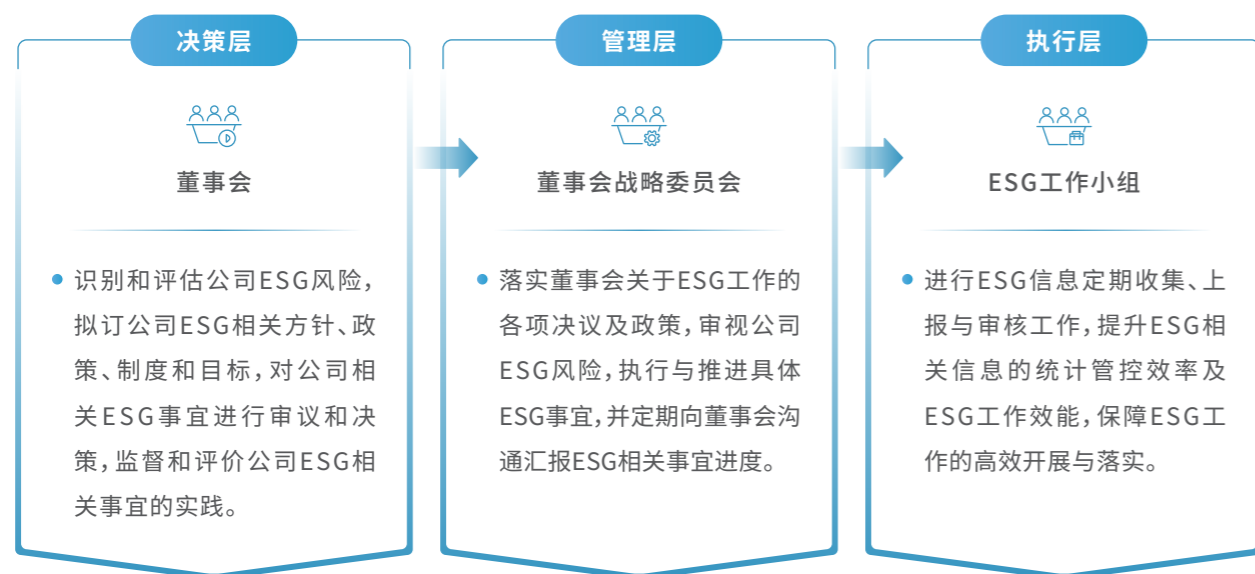 决策层
董事会
识别和评估公司ESG风险，
拟订公司ESG相关方针、政
策、制度和目标，对公司相
关ESG事宜进行审议和决
策，监督和评价公司ESG相
关事宜的实践。
管理层
董事会战略委员会
落实董事会关于ESG工作的
各项决议及政策，审视公司
ESG风险，执行与推进具体
ESG事宜，并定期向董事会沟
通汇报ESG相关事宜进度。
执行层
ESG工作小组
进行ESG信息定期收集、上
报与审核工作，提升ESG相
关信息的统计管控效率及
ESG工作效能，保障ESG工
作的高效开展与落实。